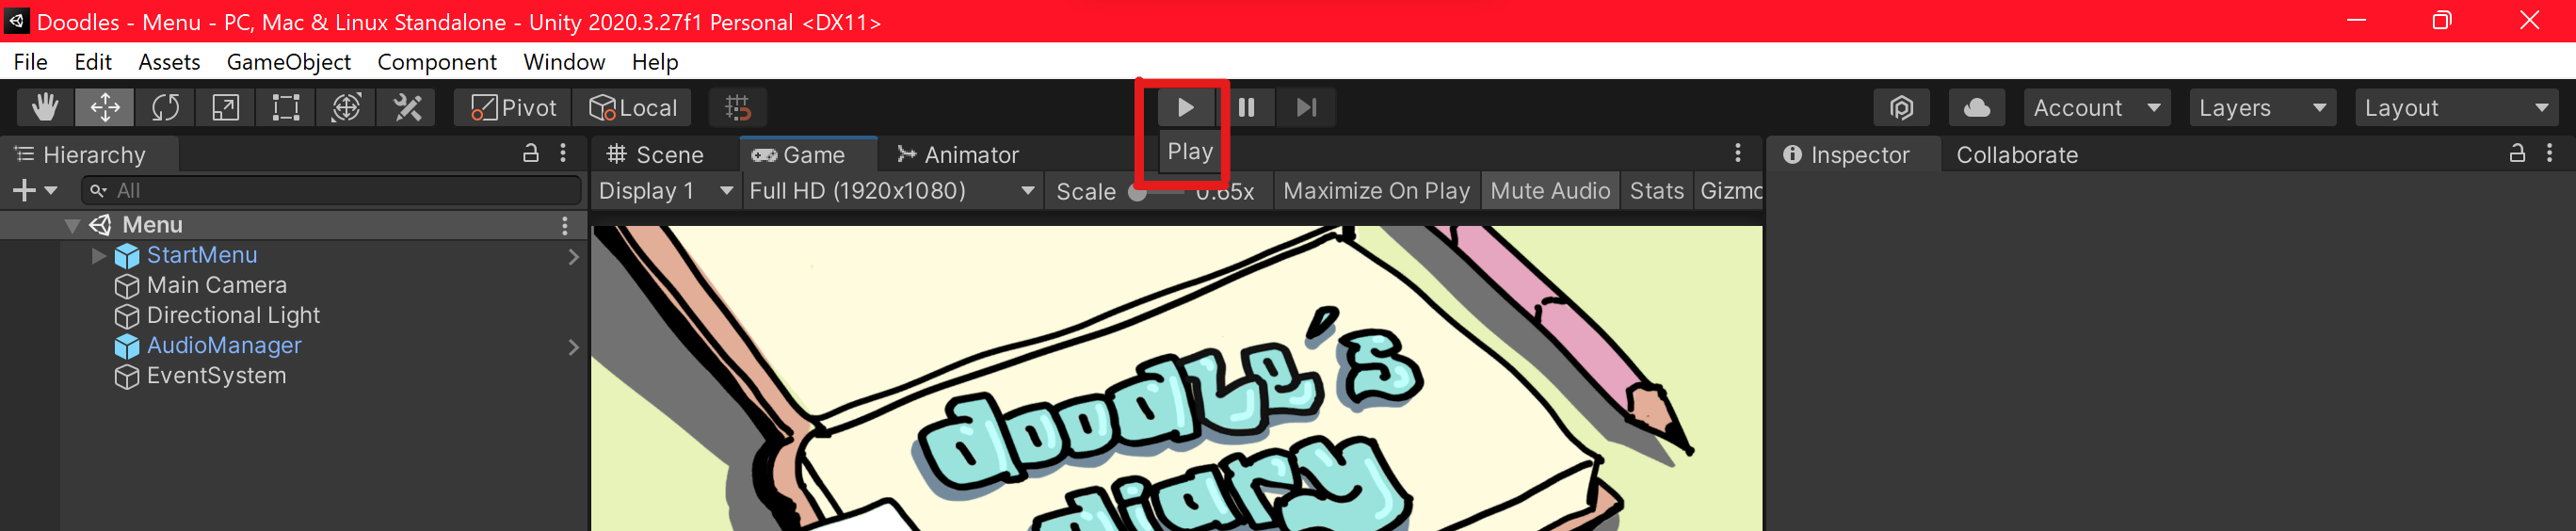 Doodles - Menu - PC, Mac & Linux Standalone - Unity 2020.3.27f1 Personal <DX11>
File Edit Assets GameObject Component Window Help
Pivot Local Account Layers Layout
Play
Hierarchy Scene Game Animator Inspector Collaborate
All Display 1 Full HD (1920x1080) Scale 0.65x Maximize On Play Mute Audio Stats Gizmo
Menu
StartMenu
Main Camera
Directional Light
AudioManager
EventSystem
doodle's
diary